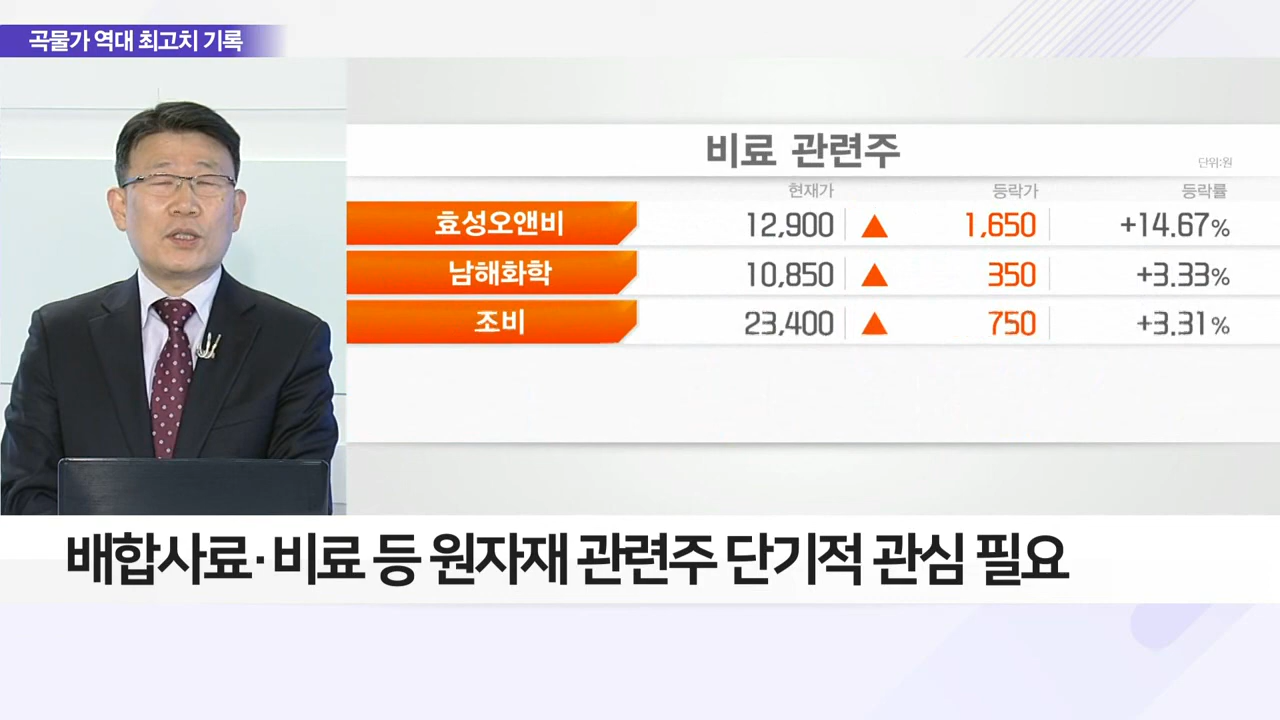 곡물가 역대 최고치 기록
비료 관련주
단위:원
현재가 등락가 등락률
효성오앤비 12,900 ▲ 1,650 +14.67%
남해화학 10,850 ▲ 350 +3.33%
조비 23,400 ▲ 750 +3.31%
배합사료·비료 등 원자재 관련주 단기적 관심 필요